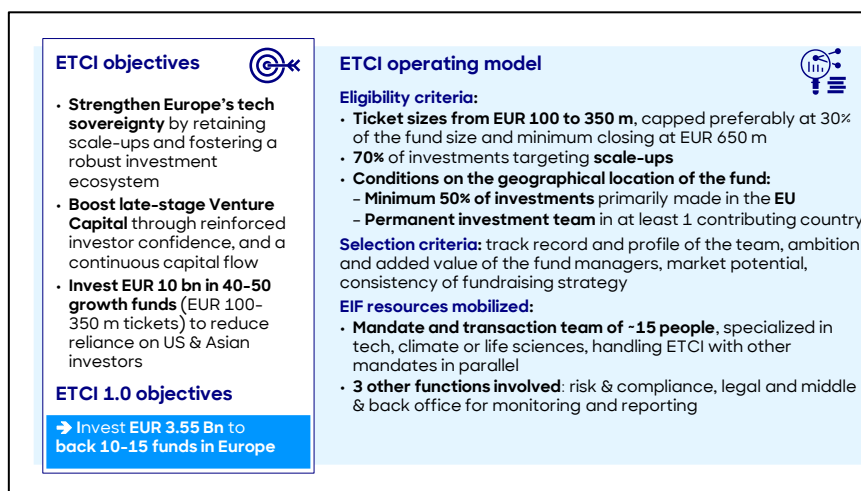 ETCI objectives
• Strengthen Europe's tech
sovereignty by retaining
scale-ups and fostering a
robust investment
ecosystem
• Boost late-stage Venture
Capital through reinforced
investor confidence, and a
continuous capital flow
• Invest EUR 10 bn in 40-50
growth funds (EUR 100-
350 m tickets) to reduce
reliance on US & Asian
investors
ETCI 1.0 objectives
➔ Invest EUR 3.55 Bn to
back 10-15 funds in Europe
ETCI operating model
Eligibility criteria:
• Ticket sizes from EUR 100 to 350 m, capped preferably at 30%
of the fund size and minimum closing at EUR 650 m
• 70% of investments targeting scale-ups
• Conditions on the geographical location of the fund:
– Minimum 50% of investments primarily made in the EU
– Permanent investment team in at least 1 contributing country
Selection criteria: track record and profile of the team, ambition
and added value of the fund managers, market potential,
consistency of fundraising strategy
EIF resources mobilized:
• Mandate and transaction team of ~15 people, specialized in
tech, climate or life sciences, handling ETCI with other
mandates in parallel
• 3 other functions involved: risk & compliance, legal and middle
& back office for monitoring and reporting